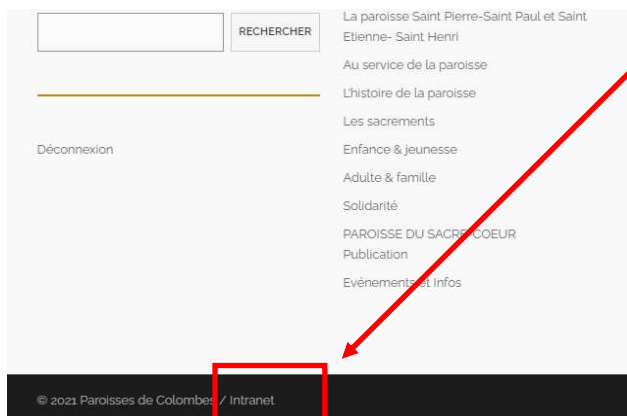 RECHERCHER
Déconnexion
La paroisse Saint Pierre-Saint Paul et Saint
Etienne- Saint Henri
Au service de la paroisse
L'histoire de la paroisse
Les sacrements
Enfance & jeunesse
Adulte & famille
Solidarité
PAROISSE DU SACRE-COEUR
Publication
Evénements et Infos
© 2021 Paroisses de Colombes / Intranet